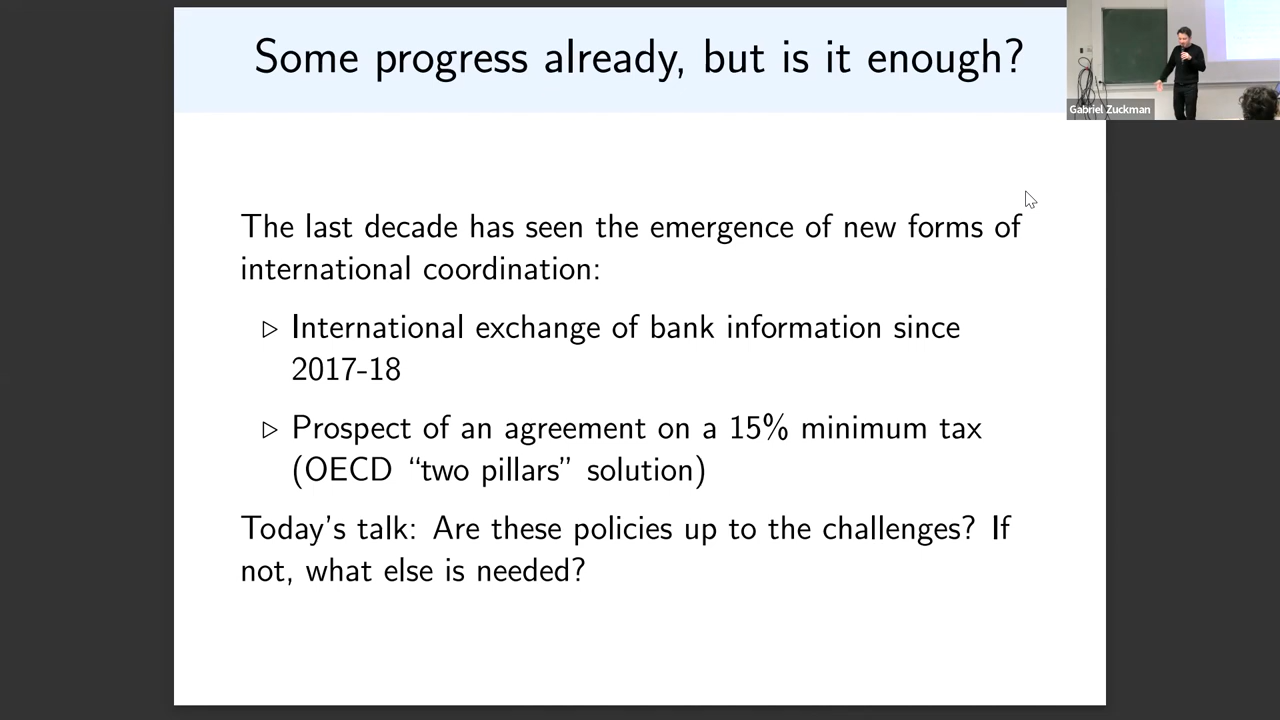 Some progress already, but is it enough?
Gabriel Zuckman
The last decade has seen the emergence of new forms of
international coordination:
▷ International exchange of bank information since
2017-18
▷ Prospect of an agreement on a 15% minimum tax
(OECD “two pillars” solution)
Today’s talk: Are these policies up to the challenges? If
not, what else is needed?